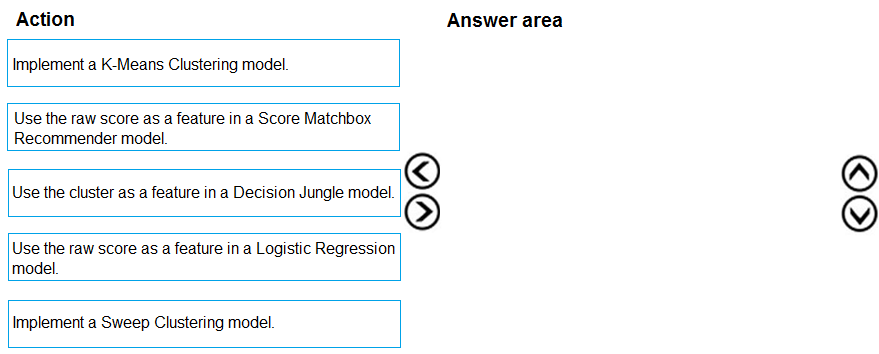 Action
Answer area
Implement a K-Means Clustering model.
Use the raw score as a feature in a Score Matchbox
Recommender model.
Use the cluster as a feature in a Decision Jungle model.
Use the raw score as a feature in a Logistic Regression
model.
Implement a Sweep Clustering model.